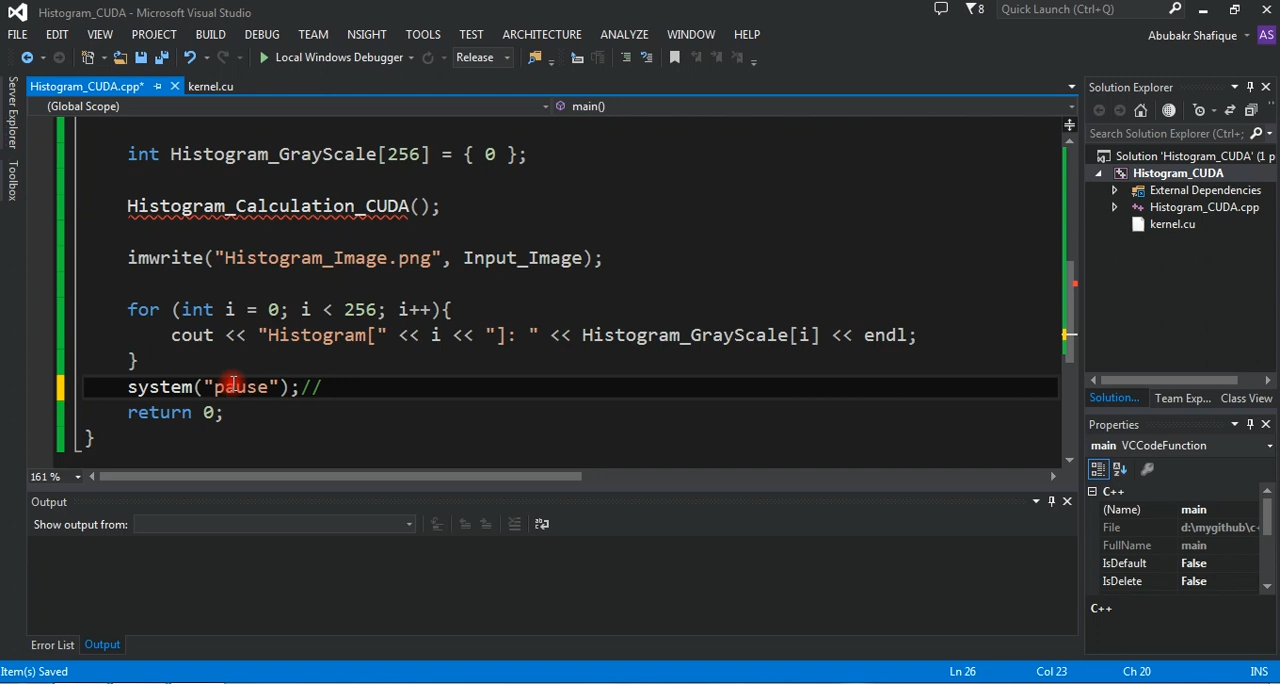 Histogram_CUDA - Microsoft Visual Studio
8
Quick Launch (Ctrl+Q)
FILE EDIT VIEW PROJECT BUILD DEBUG TEAM NSIGHT TOOLS TEST ARCHITECTURE ANALYZE WINDOW HELP
Abubakr Shafique AS
Local Windows Debugger Release
Server Explorer
Toolbox
Histogram_CUDA.cpp* kernel.cu
(Global Scope) main()
int Histogram_GrayScale[256] = { 0 };
Histogram_Calculation_CUDA();
imwrite("Histogram_Image.png", Input_Image);
for (int i = 0; i < 256; i++){
cout << "Histogram[" << i << "]: " << Histogram_GrayScale[i] << endl;
}
system("pause");//
return 0;
}
161 %
Output
Show output from:
Error List Output
Solution Explorer
Search Solution Explorer (Ctrl+;
Solution 'Histogram_CUDA' (1 p
Histogram_CUDA
External Dependencies
Histogram_CUDA.cpp
kernel.cu
Solution... Team Exp... Class View
Properties
main VCCodeFunction
C++
(Name) main
File d:\mygithub\c+
FullName main
IsDefault False
IsDelete False
C++
Item(s) Saved Ln 26 Col 23 Ch 20 INS